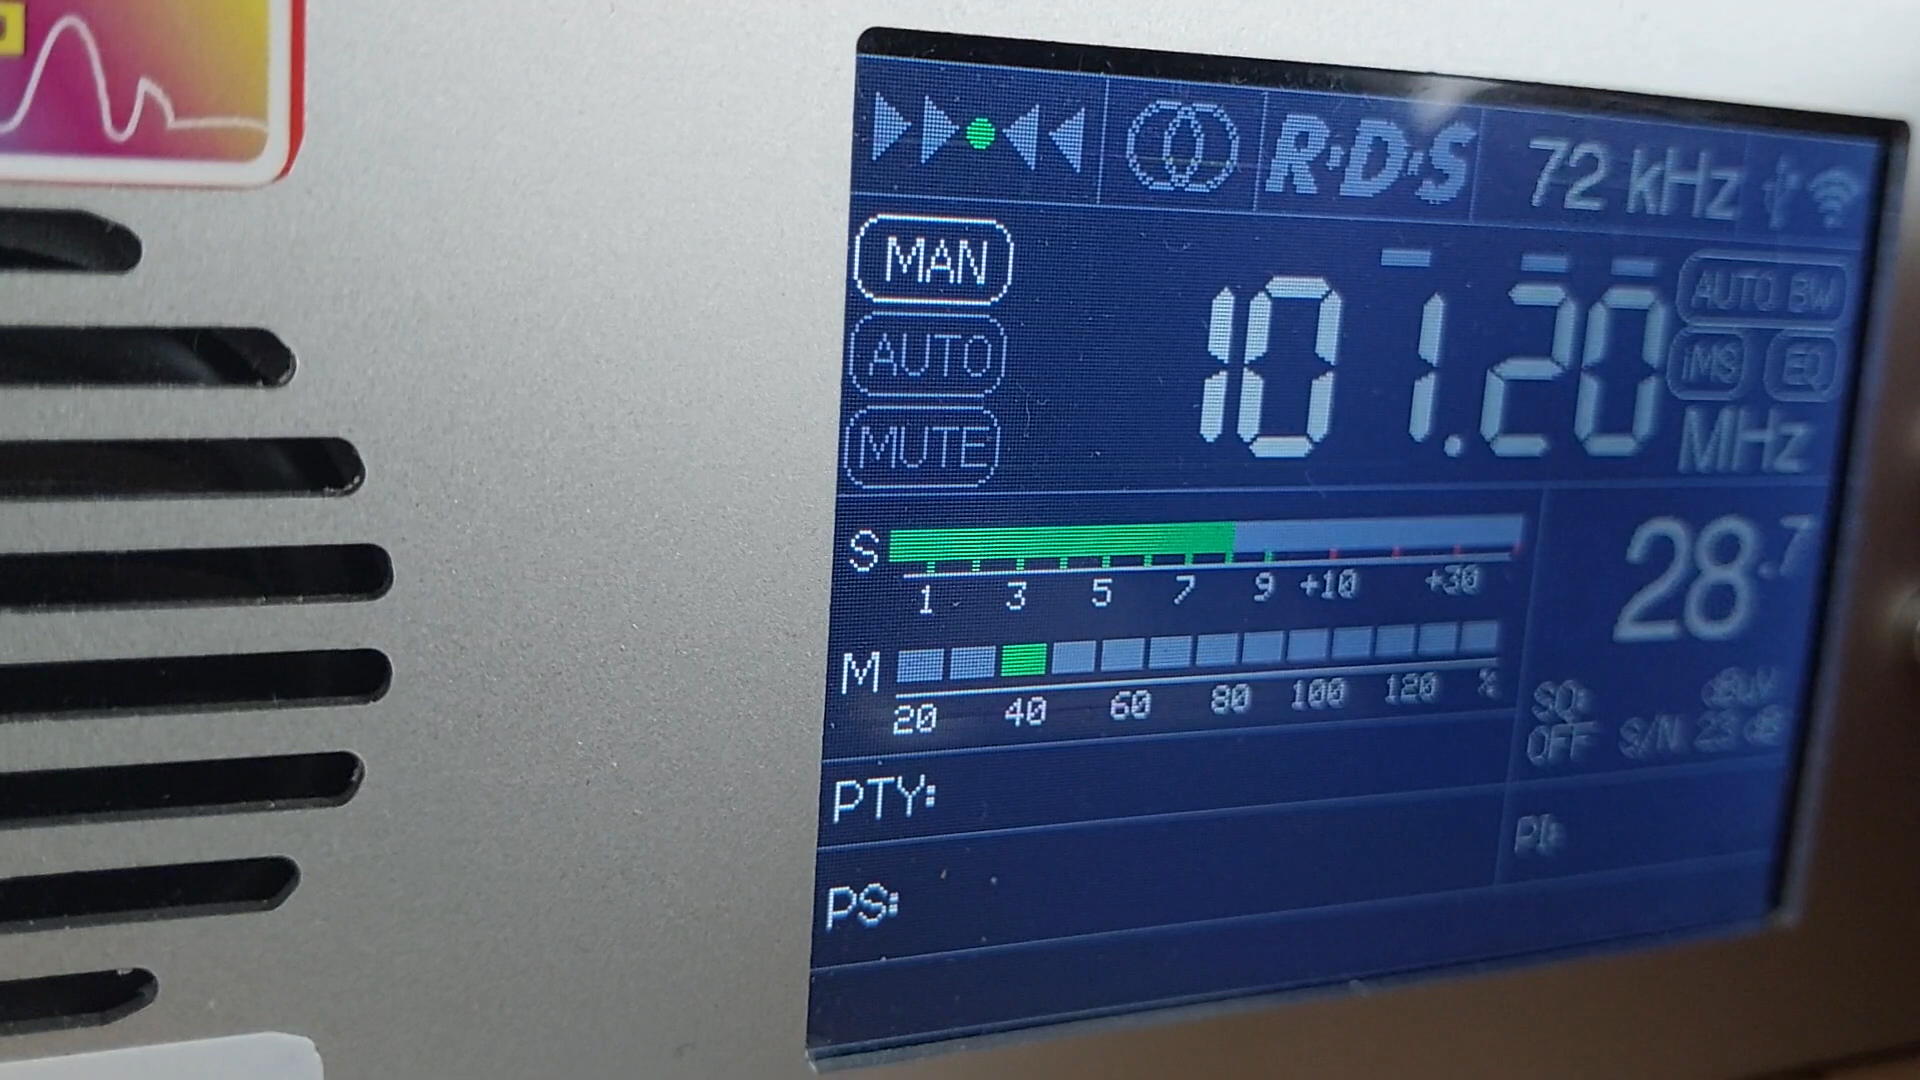 R·D·S 72 kHz
MAN
101.20 MHz
AUTO BW
iMS EQ
AUTO
MUTE
S
1 3 5 7 9 +10 +30
28.7
dBuV
M
20 40 60 80 100 120 %
SQ:
OFF
S/N 23 dB
PTY:
PI:
PS: